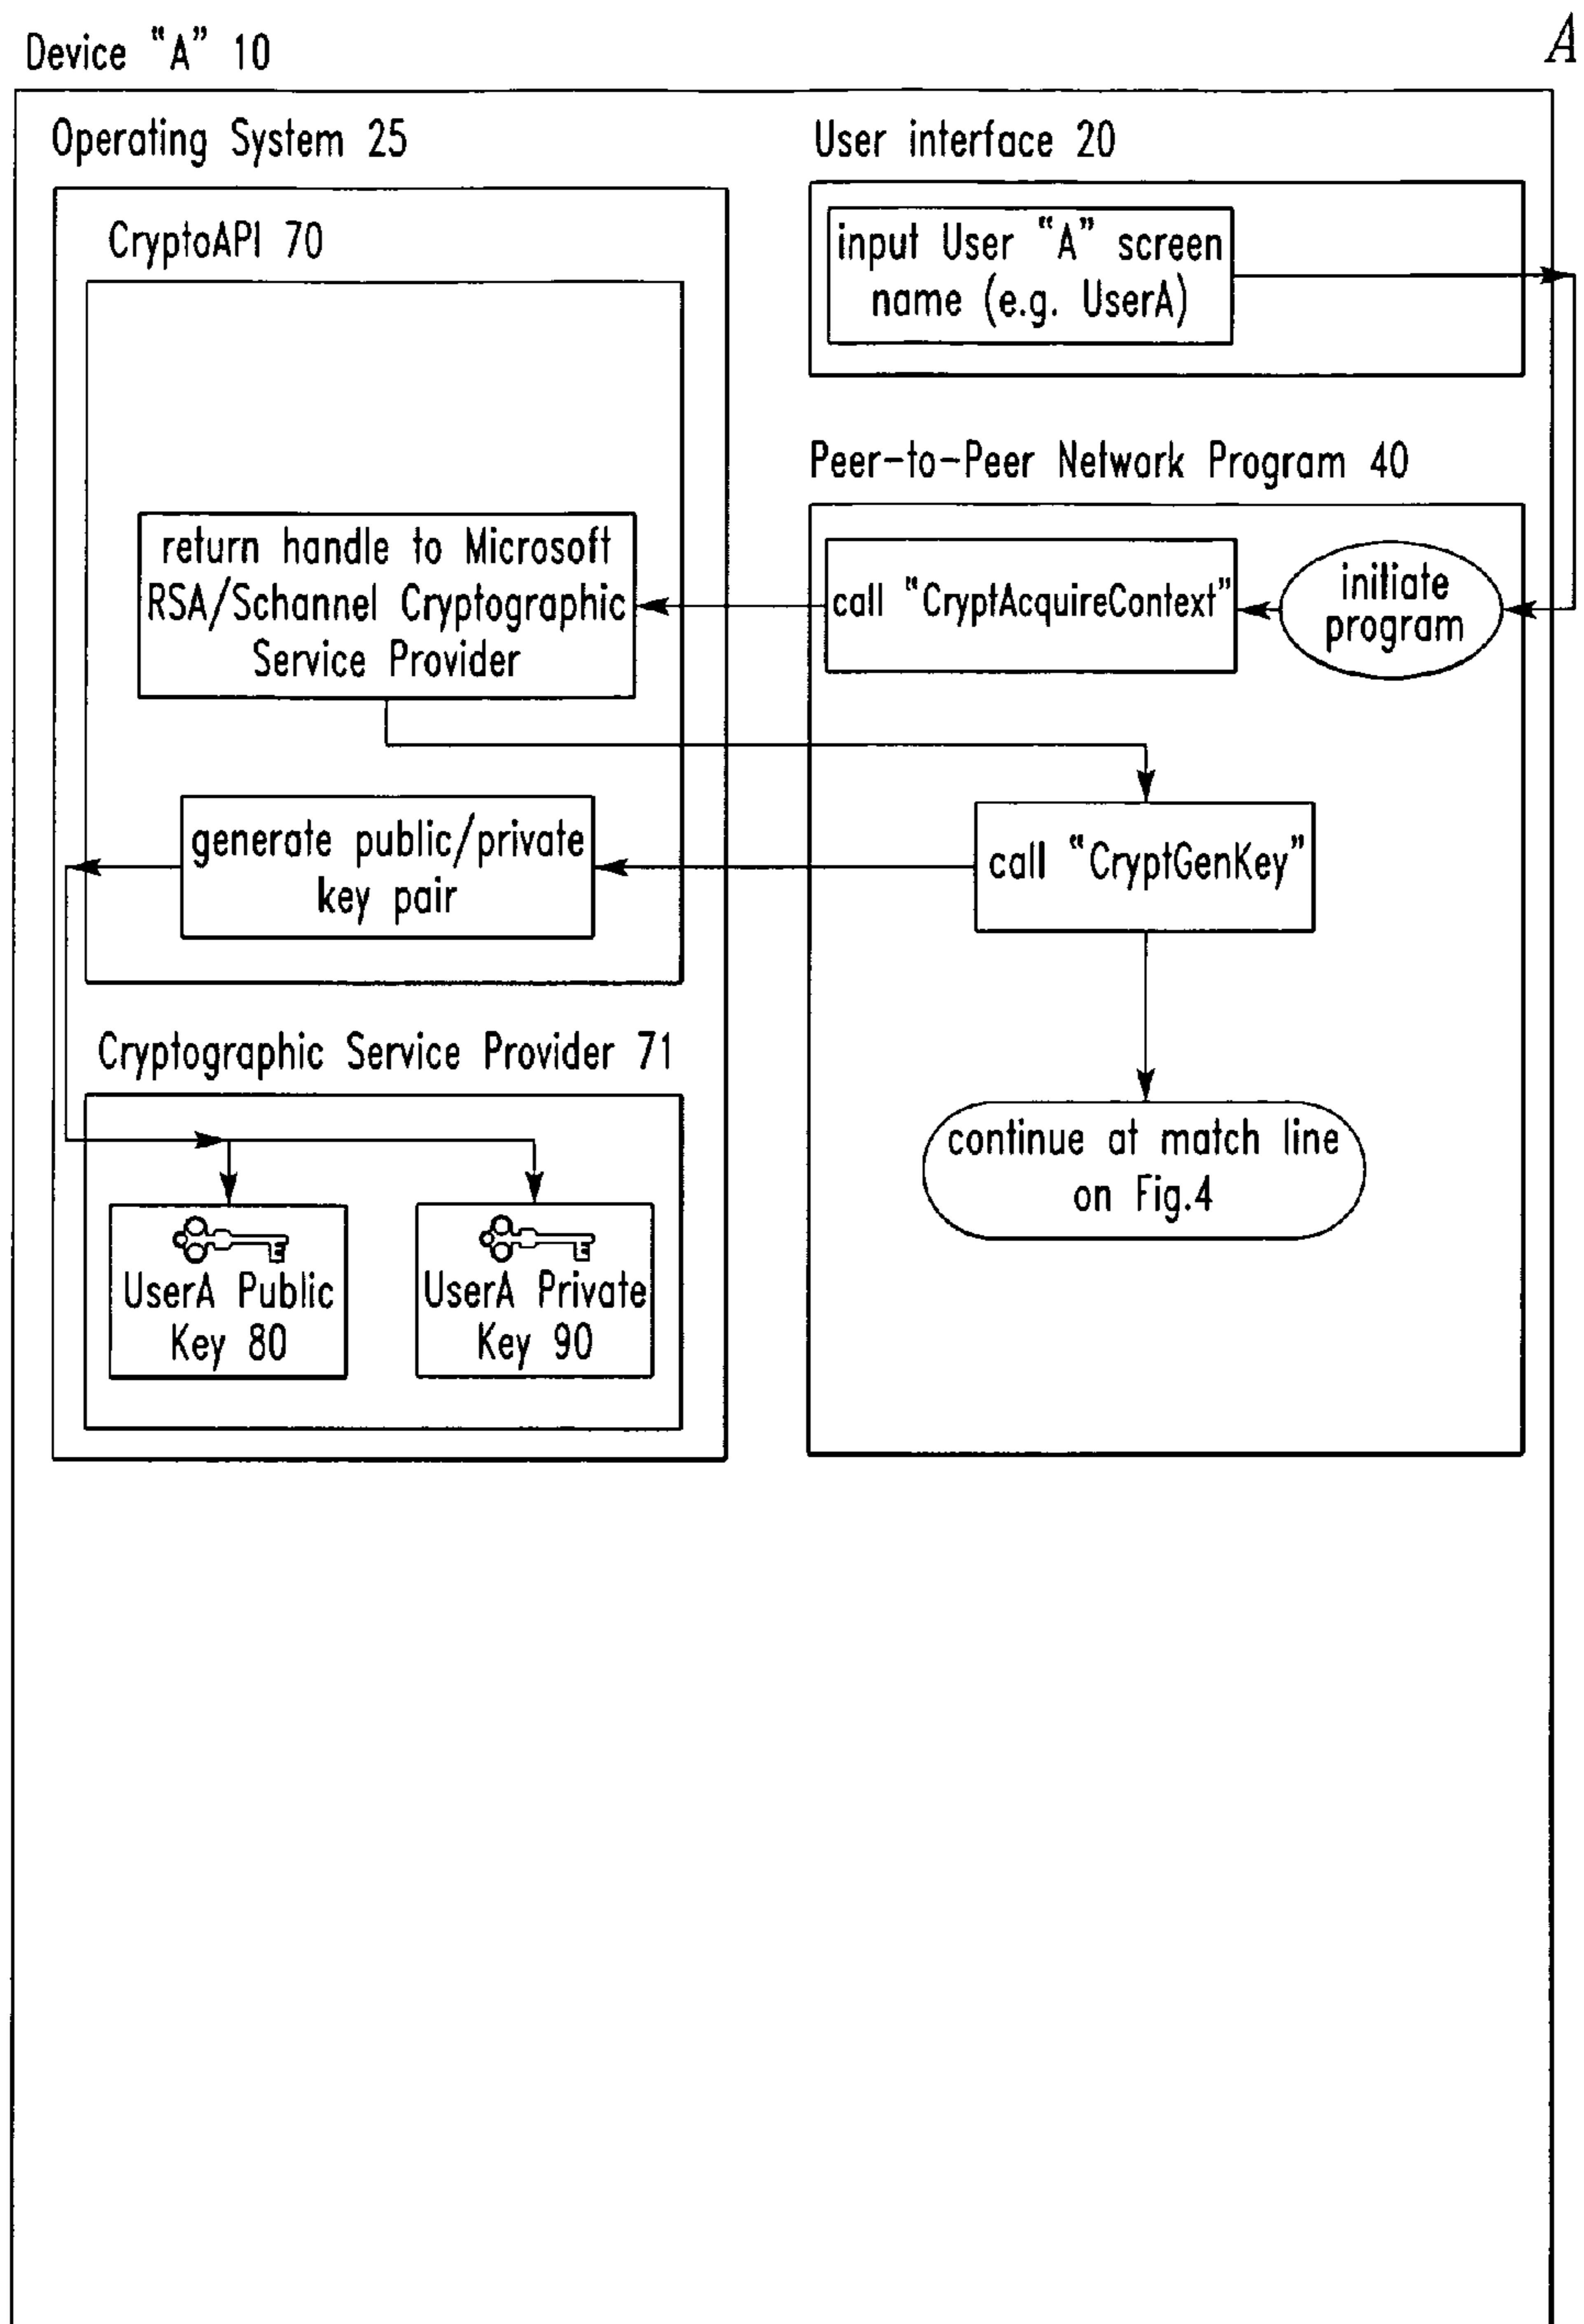 Device “A” 10
A
Operating System 25
User interface 20
CryptoAPI 70
input User “A” screen
name (e.g. UserA)
Peer-to-Peer Network Program 40
return handle to Microsoft
RSA/Schannel Cryptographic
Service Provider
call “CryptAcquireContext”
initiate
program
generate public/private
key pair
call “CryptGenKey”
Cryptographic Service Provider 71
continue at match line
on Fig.4
UserA Public
Key 80
UserA Private
Key 90